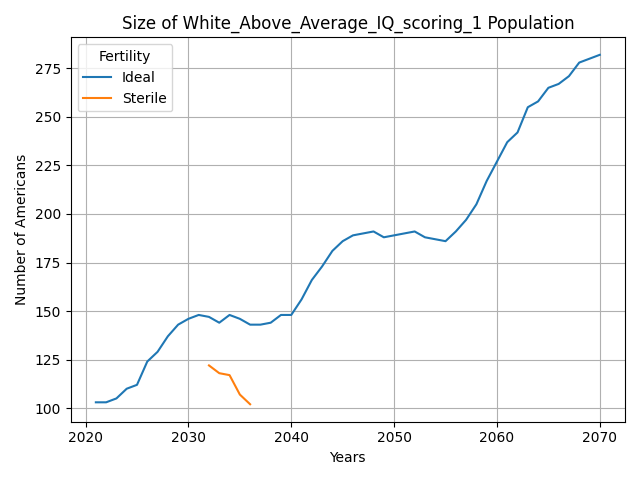 Size of White_Above_Average_IQ_scoring_1 Population
Fertility
Ideal
Sterile
Number of Americans
275
250
225
200
175
150
125
100
2020 2030 2040 2050 2060 2070
Years